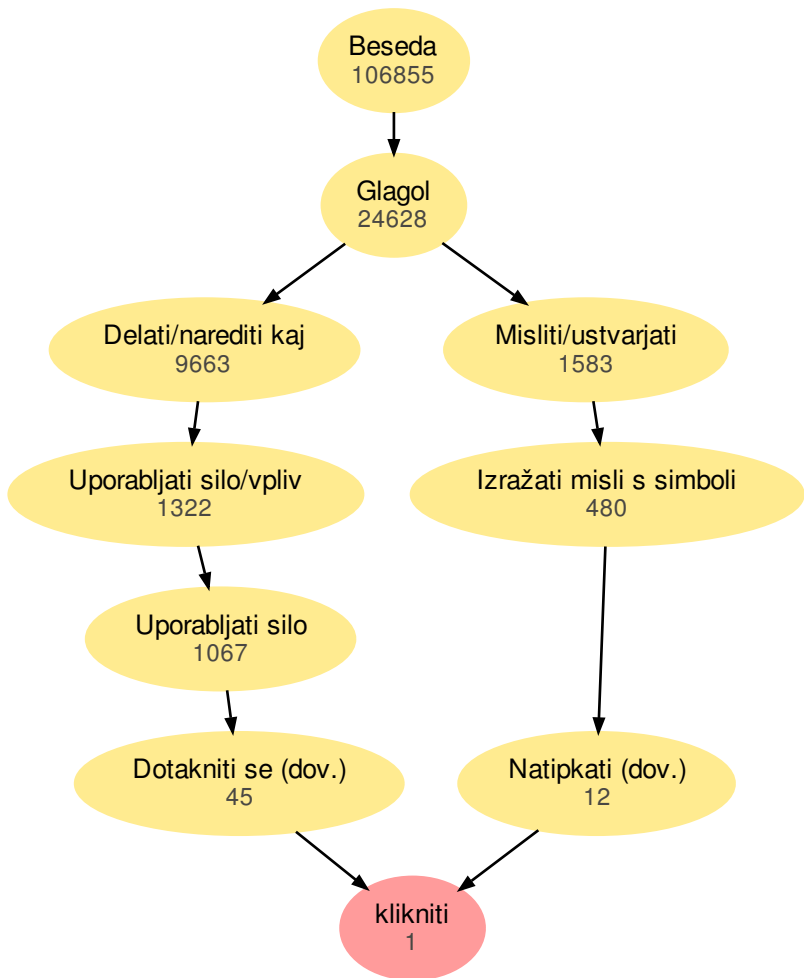 Beseda
106855
Glagol
24628
Delati/narediti kaj
9663
Misliti/ustvarjati
1583
Uporabljati silo/vpliv
1322
Izražati misli s simboli
480
Uporabljati silo
1067
Dotakniti se (dov.)
45
Natipkati (dov.)
12
klikniti
1